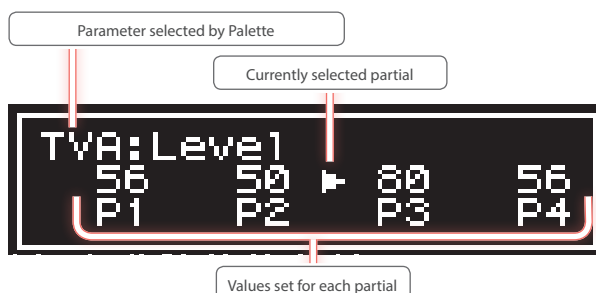 Parameter selected by Palette
Currently selected partial
TVA:Level
56 50 ► 80 56
P1 P2 P3 P4
Values set for each partial